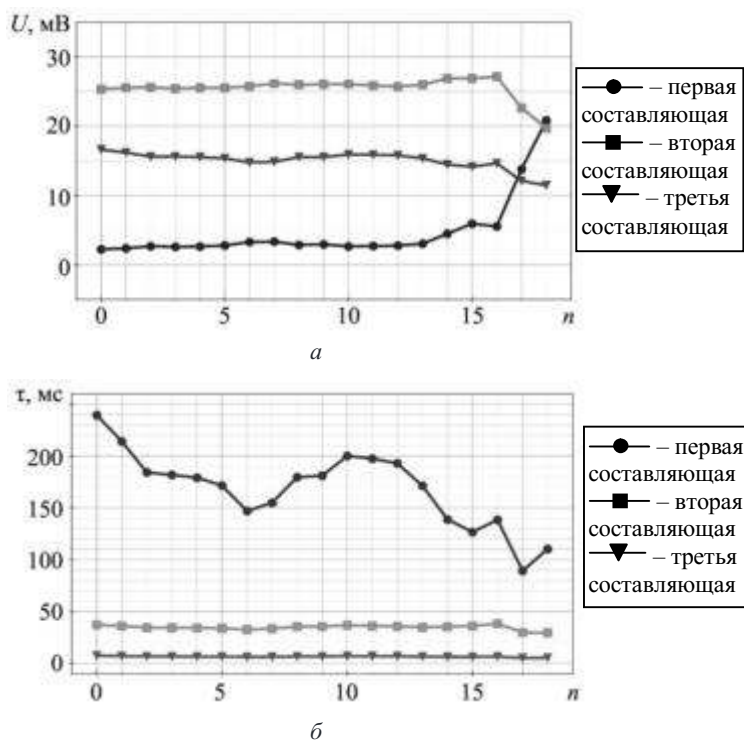 U, мВ
30
20
10
0
0 5 10 15 n
– первая
составляющая
– вторая
составляющая
– третья
составляющая
а
τ, мс
200
150
100
50
0
0 5 10 15 n
– первая
составляющая
– вторая
составляющая
– третья
составляющая
б